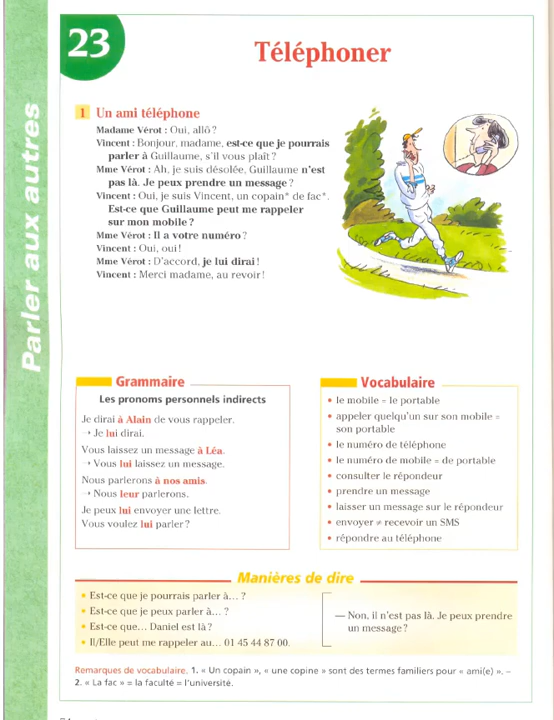 23
Téléphoner
Parler aux autres
1 Un ami téléphone
Madame Vérot : Oui, allô ?
Vincent : Bonjour, madame, est-ce que je pourrais
parler à Guillaume, s'il vous plaît ?
Mme Vérot : Ah, je suis désolée, Guillaume n'est
pas là. Je peux prendre un message ?
Vincent : Oui, je suis Vincent, un copain* de fac*.
Est-ce que Guillaume peut me rappeler
sur mon mobile ?
Mme Vérot : Il a votre numéro ?
Vincent : Oui, oui !
Mme Vérot : D'accord, je lui dirai !
Vincent : Merci madame, au revoir !
Grammaire
Les pronoms personnels indirects
Je dirai à Alain de vous rappeler.
→ Je lui dirai.
Vous laissez un message à Léa.
→ Vous lui laissez un message.
Nous parlerons à nos amis.
→ Nous leur parlerons.
Je peux lui envoyer une lettre.
Vous voulez lui parler ?
Vocabulaire
• le mobile = le portable
• appeler quelqu'un sur son mobile =
son portable
• le numéro de téléphone
• le numéro de mobile = de portable
• consulter le répondeur
• prendre un message
• laisser un message sur le répondeur
• envoyer ≠ recevoir un SMS
• répondre au téléphone
Manières de dire
• Est-ce que je pourrais parler à... ?
• Est-ce que je peux parler à... ?
• Est-ce que... Daniel est là ?
• Il/Elle peut me rappeler au... 01 45 44 87 00.
— Non, il n'est pas là. Je peux prendre
un message ?
Remarques de vocabulaire. 1. « Un copain », « une copine » sont des termes familiers pour « ami(e) ». –
2. « La fac » = la faculté = l'université.